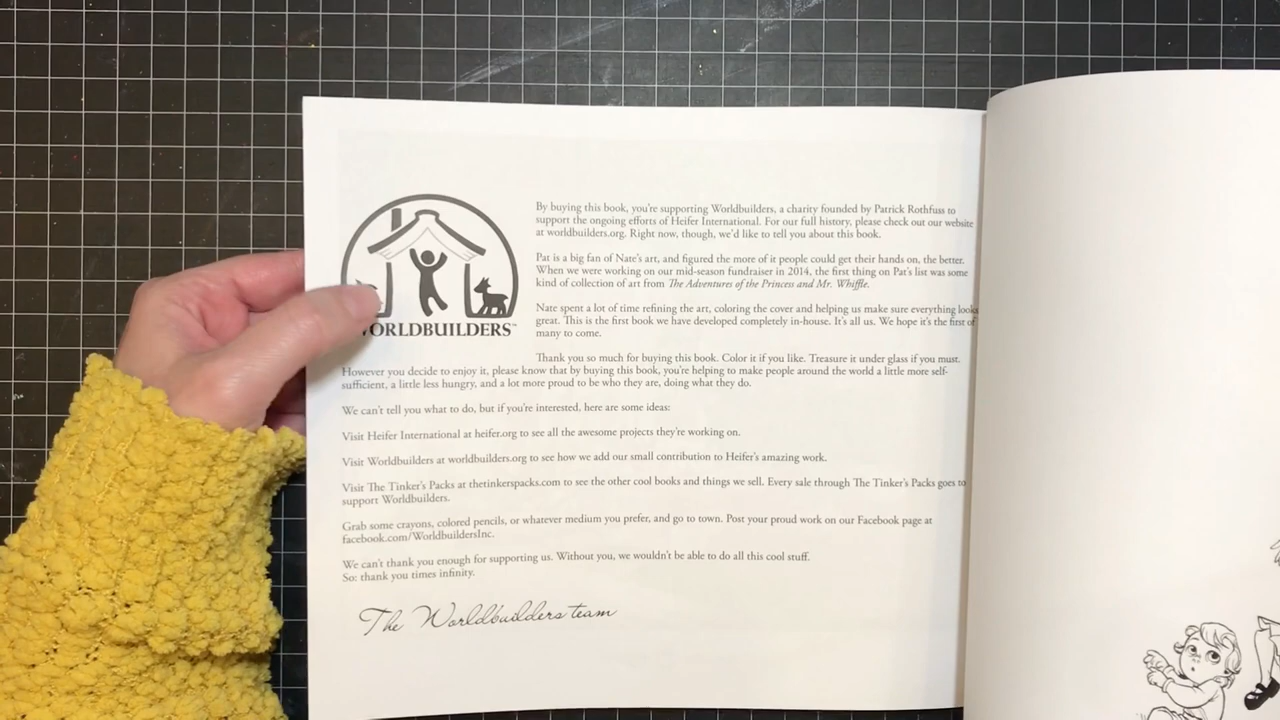 WORLDBUILDERS™
By buying this book, you're supporting Worldbuilders, a charity founded by Patrick Rothfuss to
support the ongoing efforts of Heifer International. For our full history, please check out our website
at worldbuilders.org. Right now, though, we'd like to tell you about this book.
Pat is a big fan of Nate's art, and figured the more of it people could get their hands on, the better.
When we were working on our mid-season fundraiser in 2014, the first thing on Pat's list was some
kind of collection of art from The Adventures of the Princess and Mr. Whiffle.
Nate spent a lot of time refining the art, coloring the cover and helping us make sure everything looks
great. This is the first book we have developed completely in-house. It's all us. We hope it's the first of
many to come.
Thank you so much for buying this book. Color it if you like. Treasure it under glass if you must.
However you decide to enjoy it, please know that by buying this book, you're helping to make people around the world a little more self-
sufficient, a little less hungry, and a lot more proud to be who they are, doing what they do.
We can't tell you what to do, but if you're interested, here are some ideas:
Visit Heifer International at heifer.org to see all the awesome projects they're working on.
Visit Worldbuilders at worldbuilders.org to see how we add our small contribution to Heifer's amazing work.
Visit The Tinker's Packs at thetinkerspacks.com to see the other cool books and things we sell. Every sale through The Tinker's Packs goes to
support Worldbuilders.
Grab some crayons, colored pencils, or whatever medium you prefer, and go to town. Post your proud work on our Facebook page at
facebook.com/WorldbuildersInc.
We can't thank you enough for supporting us. Without you, we wouldn't be able to do all this cool stuff.
So: thank you times infinity.
The Worldbuilders team